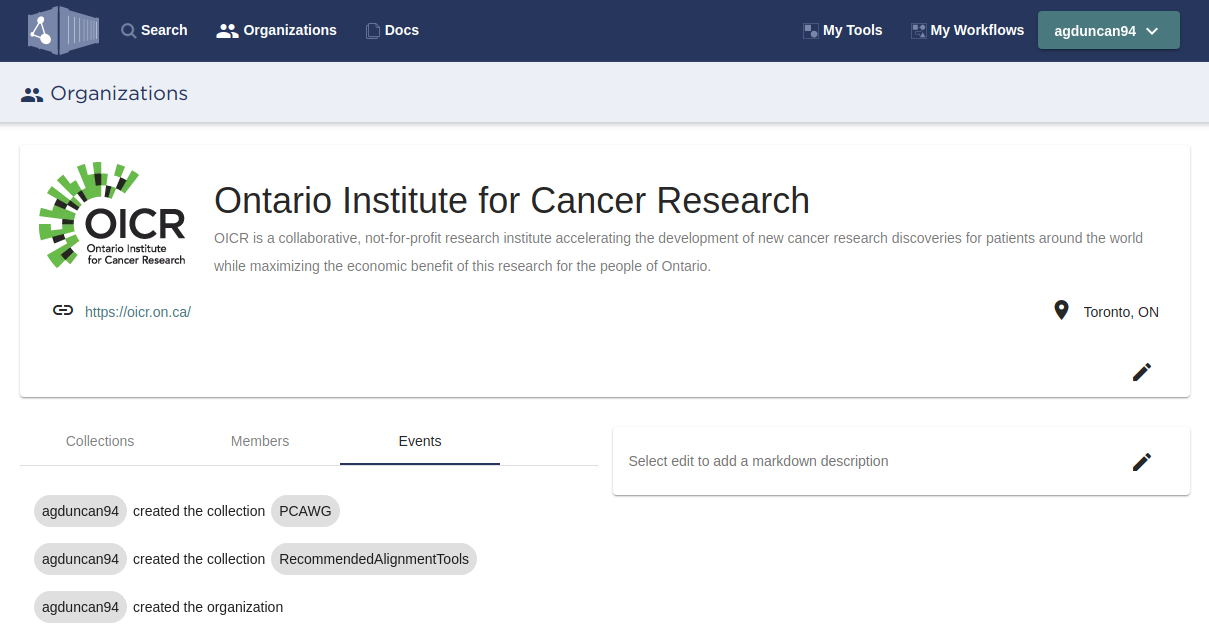 Search Organizations Docs My Tools My Workflows agduncan94
Organizations
OICR
Ontario Institute
for Cancer Research
Ontario Institute for Cancer Research
OICR is a collaborative, not-for-profit research institute accelerating the development of new cancer research discoveries for patients around the world
while maximizing the economic benefit of this research for the people of Ontario.
https://oicr.on.ca/ Toronto, ON
Collections Members Events
Select edit to add a markdown description
agduncan94 created the collection PCAWG
agduncan94 created the collection RecommendedAlignmentTools
agduncan94 created the organization